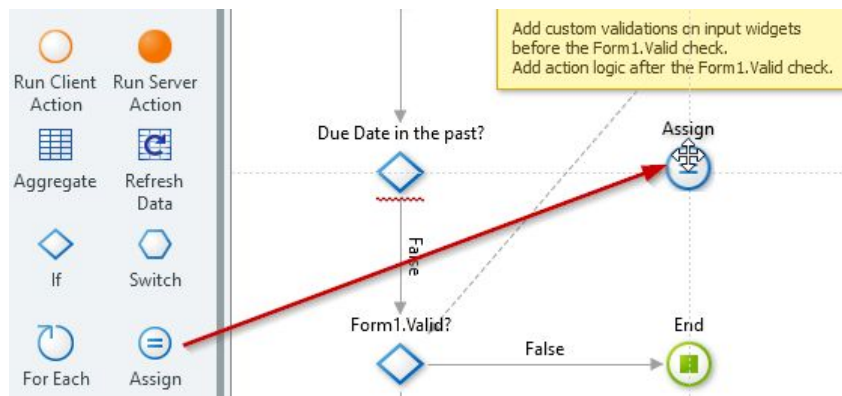 Run Client
Action
Run Server
Action
Aggregate
Refresh
Data
If
Switch
For Each
Assign
Add custom validations on input widgets
before the Form1.Valid check.
Add action logic after the Form1.Valid check.
Due Date in the past?
Assign
False
Form1.Valid?
False
End